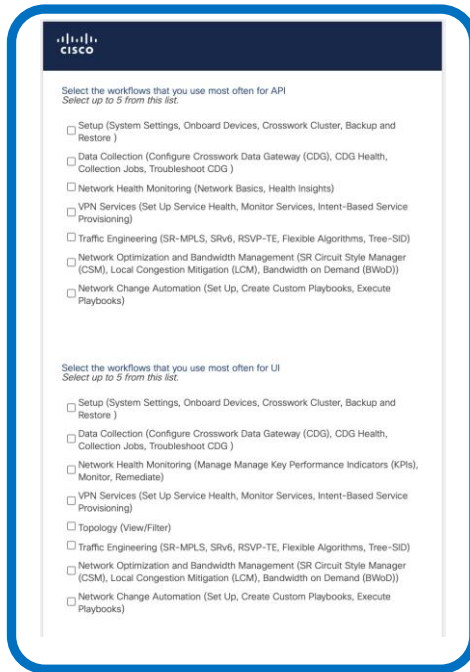 CISCO
Select the workflows that you use most often for API
Select up to 5 from this list.
Setup (System Settings, Onboard Devices, Crosswork Cluster, Backup and
Restore )
Data Collection (Configure Crosswork Data Gateway (CDG), CDG Health,
Collection Jobs, Troubleshoot CDG )
Network Health Monitoring (Network Basics, Health Insights)
VPN Services (Set Up Service Health, Monitor Services, Intent-Based Service
Provisioning)
Traffic Engineering (SR-MPLS, SRv6, RSVP-TE, Flexible Algorithms, Tree-SID)
Network Optimization and Bandwidth Management (SR Circuit Style Manager
(CSM), Local Congestion Mitigation (LCM), Bandwidth on Demand (BWoD))
Network Change Automation (Set Up, Create Custom Playbooks, Execute
Playbooks)
Select the workflows that you use most often for UI
Select up to 5 from this list.
Setup (System Settings, Onboard Devices, Crosswork Cluster, Backup and
Restore )
Data Collection (Configure Crosswork Data Gateway (CDG), CDG Health,
Collection Jobs, Troubleshoot CDG )
Network Health Monitoring (Manage Manage Key Performance Indicators (KPIs),
Monitor, Remediate)
VPN Services (Set Up Service Health, Monitor Services, Intent-Based Service
Provisioning)
Topology (View/Filter)
Traffic Engineering (SR-MPLS, SRv6, RSVP-TE, Flexible Algorithms, Tree-SID)
Network Optimization and Bandwidth Management (SR Circuit Style Manager
(CSM), Local Congestion Mitigation (LCM), Bandwidth on Demand (BWoD))
Network Change Automation (Set Up, Create Custom Playbooks, Execute
Playbooks)